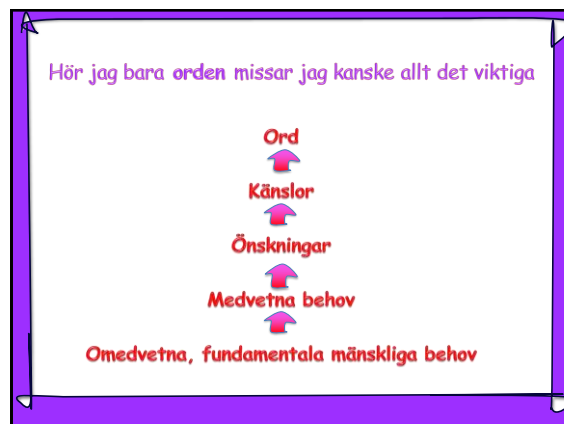 Hör jag bara orden missar jag kanske allt det viktiga
Ord
Känslor
Önskningar
Medvetna behov
Omedvetna, fundamentala mänskliga behov